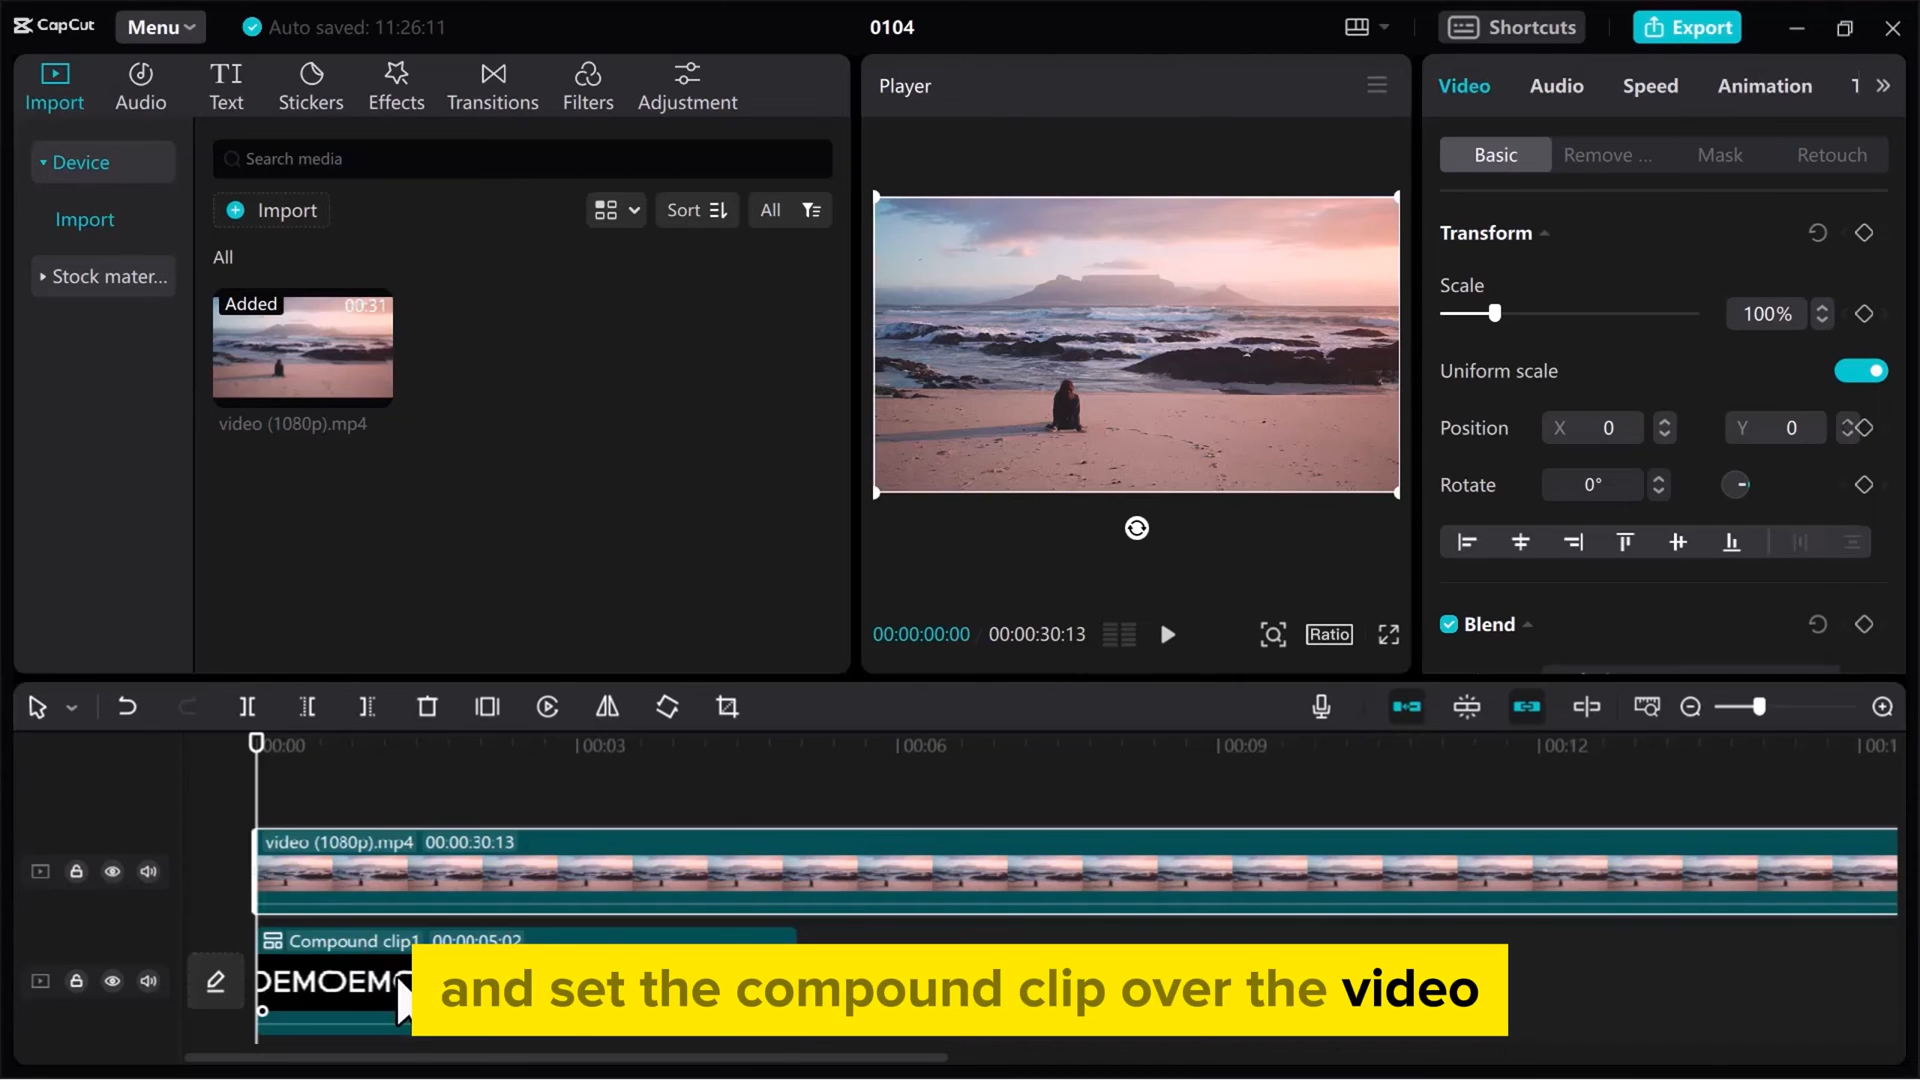 CapCut
Menu
Auto saved: 11:26:11
0104
Shortcuts
Export
Import
Audio
Text
Stickers
Effects
Transitions
Filters
Adjustment
Device
Import
Stock mater...
Search media
Import
Sort
All
All
Added
00:31
video (1080p).mp4
Player
00:00:00:00
00:00:30:13
Ratio
Video
Audio
Speed
Animation
Basic
Remove ...
Mask
Retouch
Transform
Scale
100%
Uniform scale
Position
X 0
Y 0
Rotate
0°
Blend
00:00
00:03
00:06
00:09
00:12
00:1
video (1080p).mp4 00:00:30:13
Compound clip1 00:00:05:02
DEMOEMO
and set the compound clip over the video